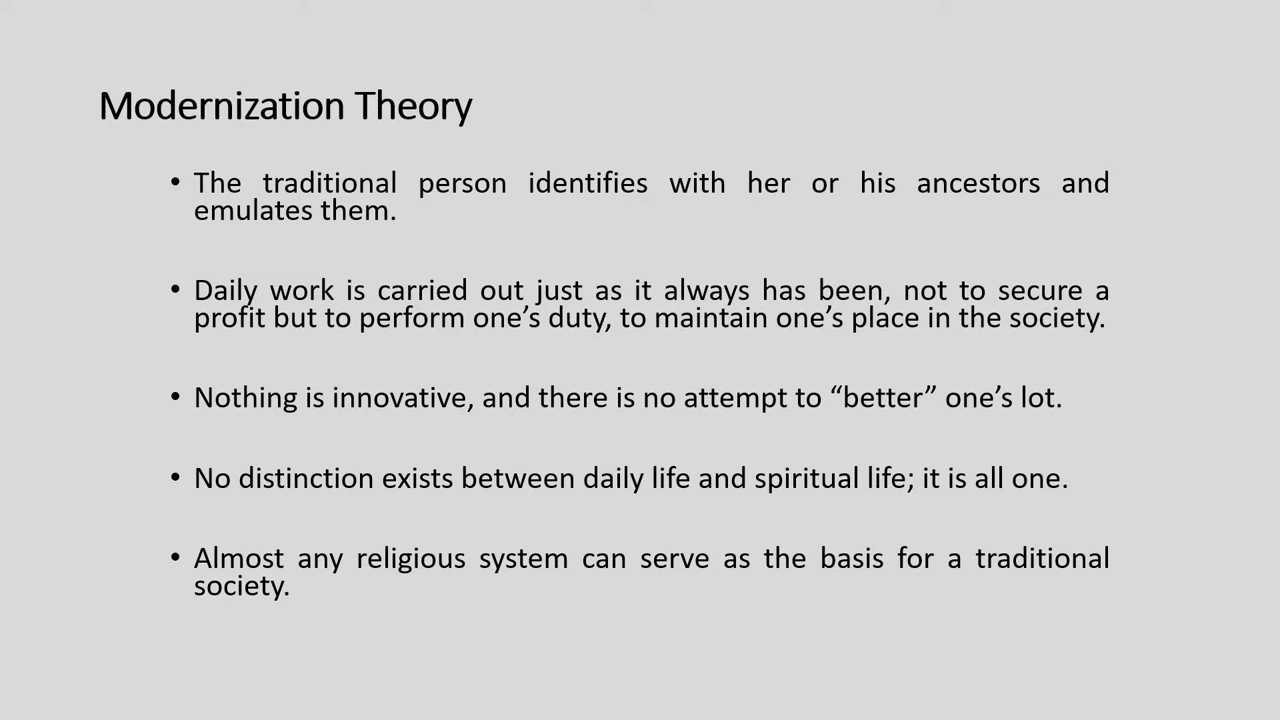 Modernization Theory
• The traditional person identifies with her or his ancestors and
emulates them.
• Daily work is carried out just as it always has been, not to secure a
profit but to perform one’s duty, to maintain one’s place in the society.
• Nothing is innovative, and there is no attempt to “better” one’s lot.
• No distinction exists between daily life and spiritual life; it is all one.
• Almost any religious system can serve as the basis for a traditional
society.